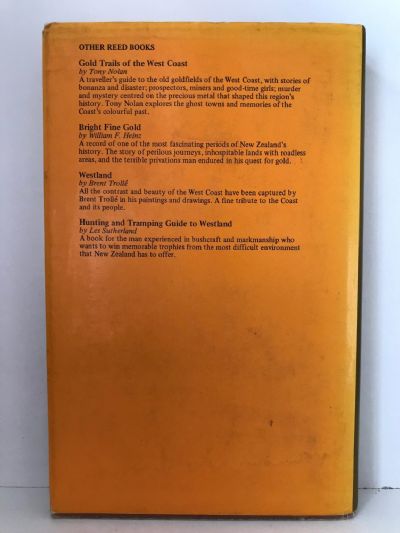 OTHER REED BOOKS
Gold Trails of the West Coast
by Tony Nolan
A traveller's guide to the old goldfields of the West Coast, with stories
of bonanza and disaster; prospectors, miners and good-time girls; murder
and mystery centred on the precious metal that shaped this region's
history. Tony Nolan explores the ghost towns and memories of the
Coast's colourful past.
Bright Fine Gold
by William F. Heinz
A record of one of the most fascinating periods of New Zealand's
history. The story of perilous journeys, inhospitable lands with roadless
areas, and the terrible privations man endured in his quest for gold.
Westland
by Brent Trollé
All the contrast and beauty of the West Coast have been captured by
Brent Trollé in his paintings and drawings. A fine tribute to the Coast
and its people.
Hunting and Tramping Guide to Westland
by Les Sutherland
A book for the man experienced in bushcraft and markmanship who
wants to win memorable trophies from the most difficult environment
that New Zealand has to offer.